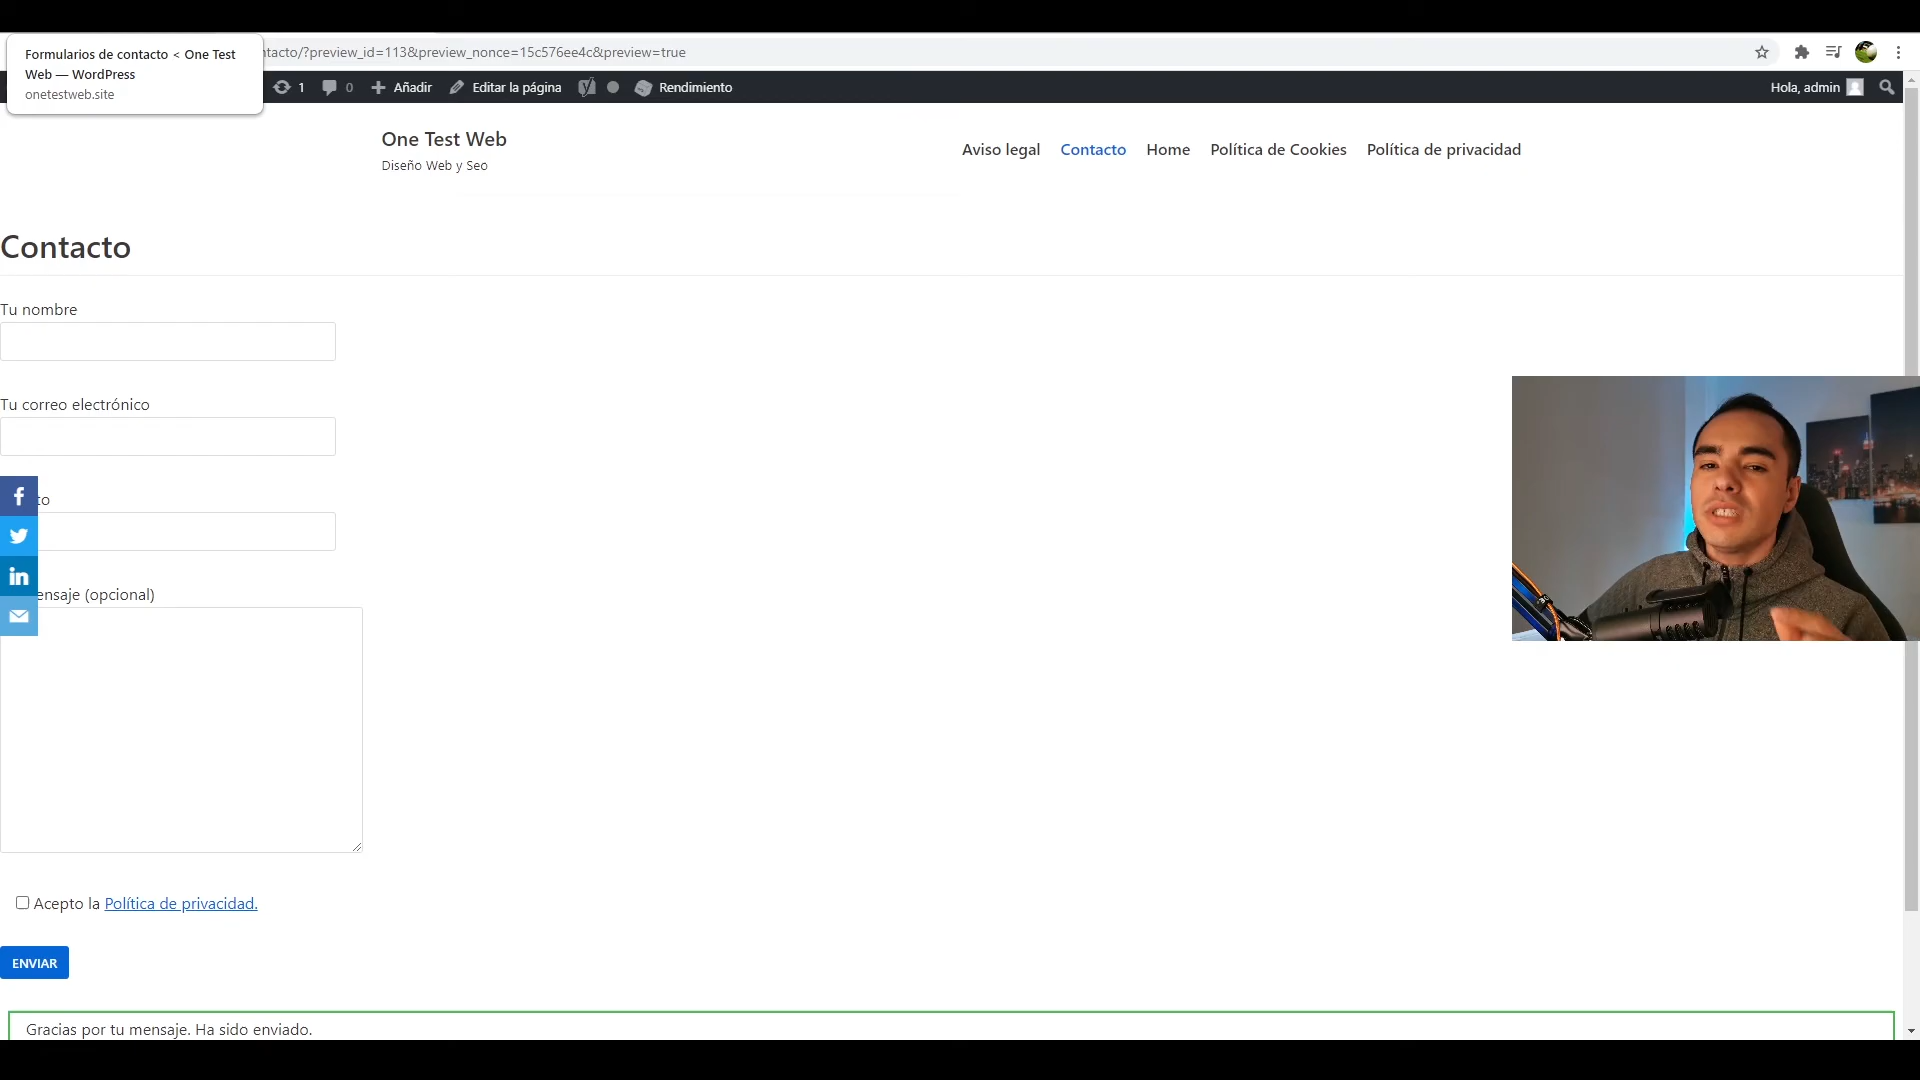 Formularios de contacto < One Test
Web — WordPress
onetestweb.site
ntacto/?preview_id=113&preview_nonce=15c576ee4c&preview=true
1
0
Añadir
Editar la página
Rendimiento
Hola, admin
One Test Web
Diseño Web y Seo
Aviso legal
Contacto
Home
Política de Cookies
Política de privacidad
Contacto
Tu nombre
Tu correo electrónico
to
ensaje (opcional)
Acepto la Política de privacidad.
ENVIAR
Gracias por tu mensaje. Ha sido enviado.